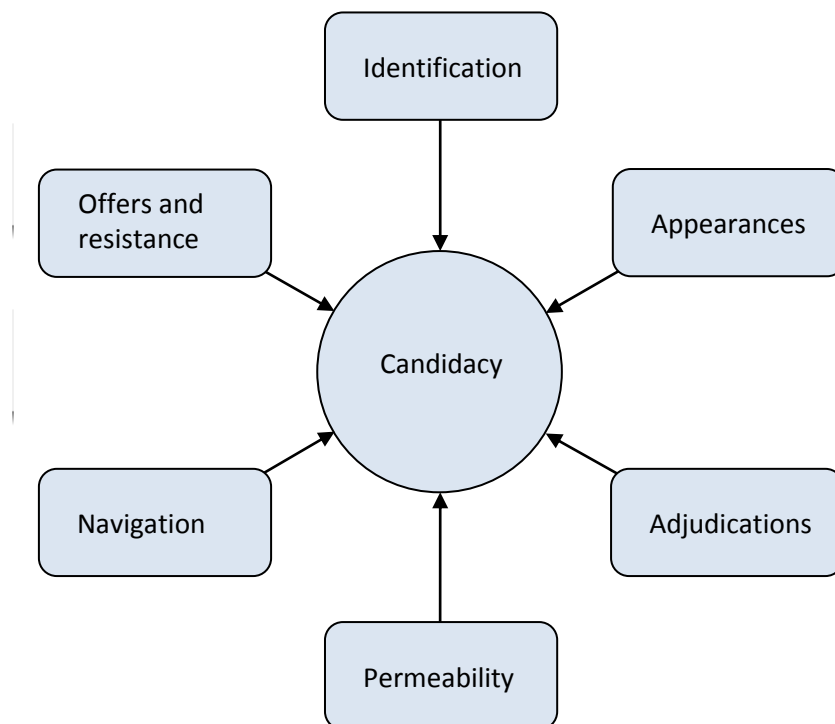 Identification
Offers and
resistance
Appearances
Candidacy
Navigation
Adjudications
Permeability